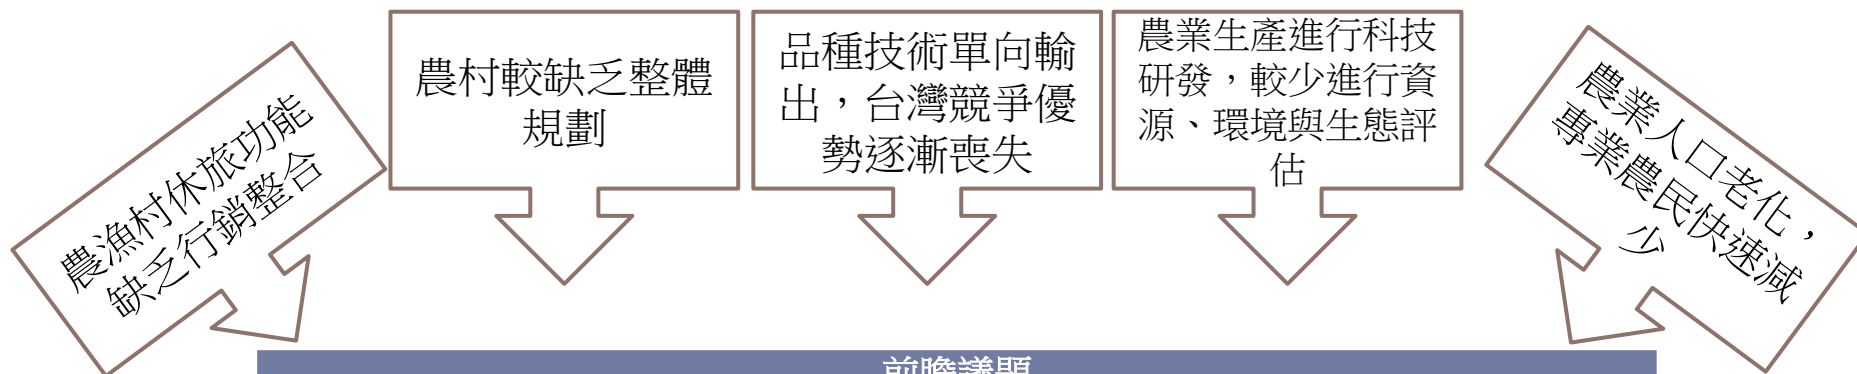 農漁村休旅功能
缺乏行銷整合
農村較缺乏整體
規劃
品種技術單向輸
出，台灣競爭優
勢逐漸喪失
農業生產進行科技
研發，較少進行資
源、環境與生態評
估
農業人口老化，
專業農民快速減
少
前瞻議題